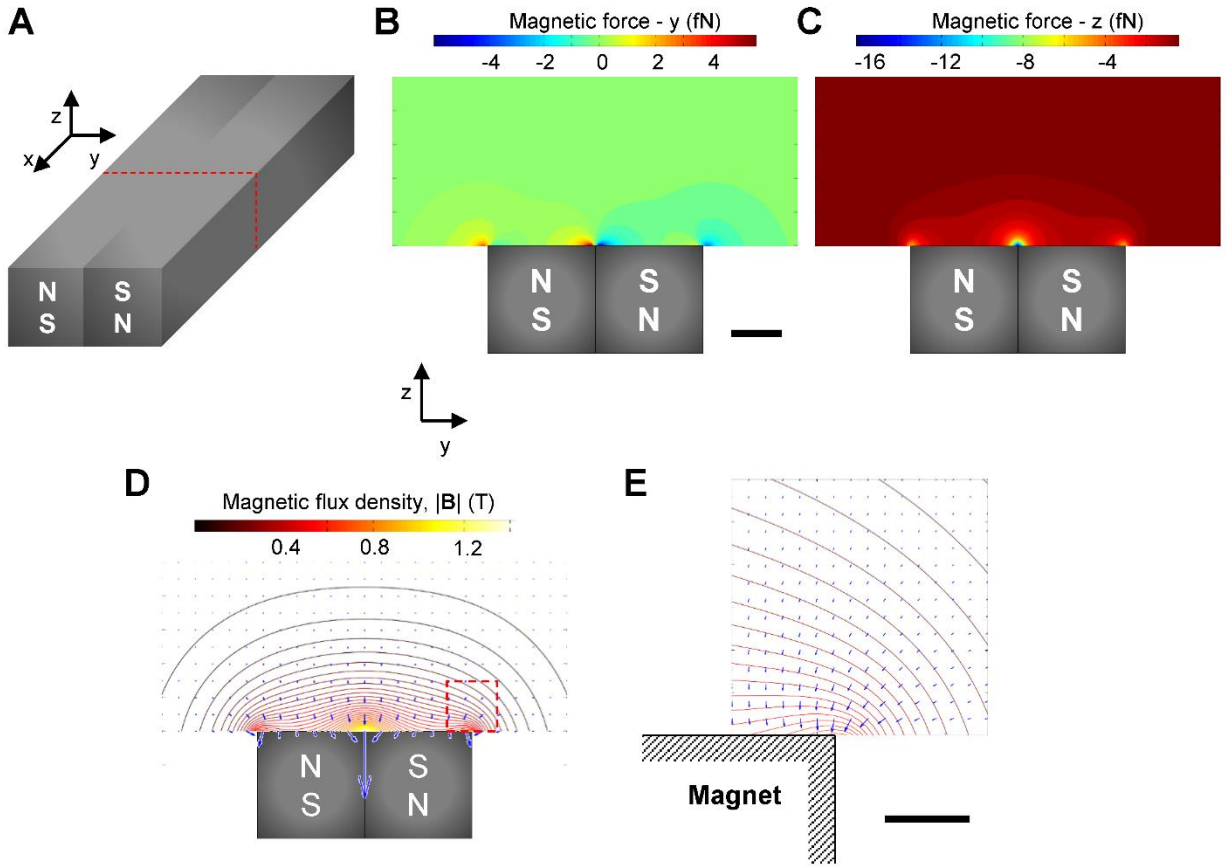 A
z
x
y
N
S
S
N
B
Magnetic force - y (fN)
-4 -2 0 2 4
N S
S N
z
y
C
Magnetic force - z (fN)
-16 -12 -8 -4
N S
S N
D
Magnetic flux density, |B| (T)
0.4 0.8 1.2
N S
S N
E
Magnet